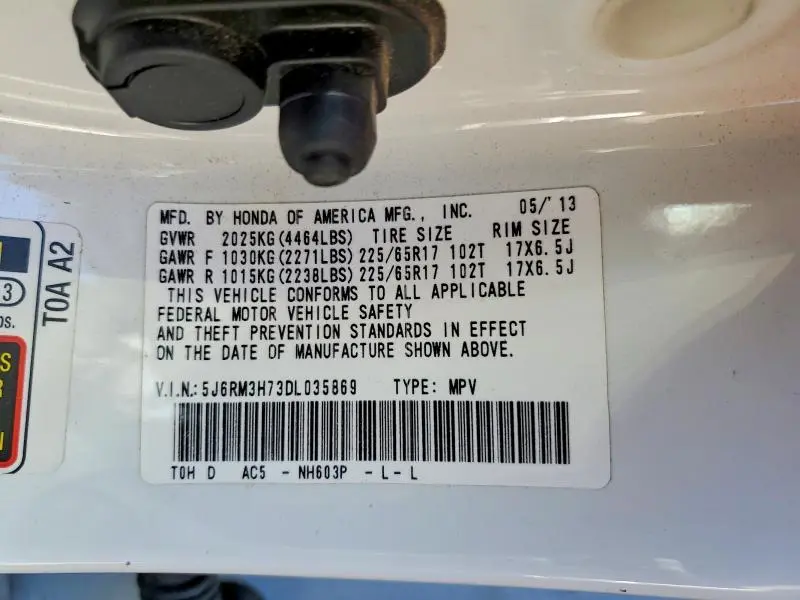 MFD. BY HONDA OF AMERICA MFG., INC. 05/'13
GVWR 2025KG(4464LBS) TIRE SIZE RIM SIZE
GAWR F 1030KG(2271LBS) 225/65R17 102T 17X6.5J
GAWR R 1015KG(2238LBS) 225/65R17 102T 17X6.5J
THIS VEHICLE CONFORMS TO ALL APPLICABLE
FEDERAL MOTOR VEHICLE SAFETY
AND THEFT PREVENTION STANDARDS IN EFFECT
ON THE DATE OF MANUFACTURE SHOWN ABOVE.
V.I.N.: 5J6RM3H73DL035869 TYPE: MPV
T0H D AC5 - NH603P - L - L
T0A A2